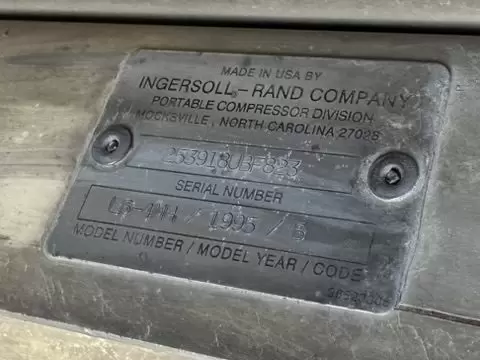 MADE IN USA BY
INGERSOLL-RAND COMPANY
PORTABLE COMPRESSOR DIVISION
MOCKSVILLE, NORTH CAROLINA 27028
SERIAL NUMBER
/ 1995 / 
MODEL NUMBER / MODEL YEAR / CODE